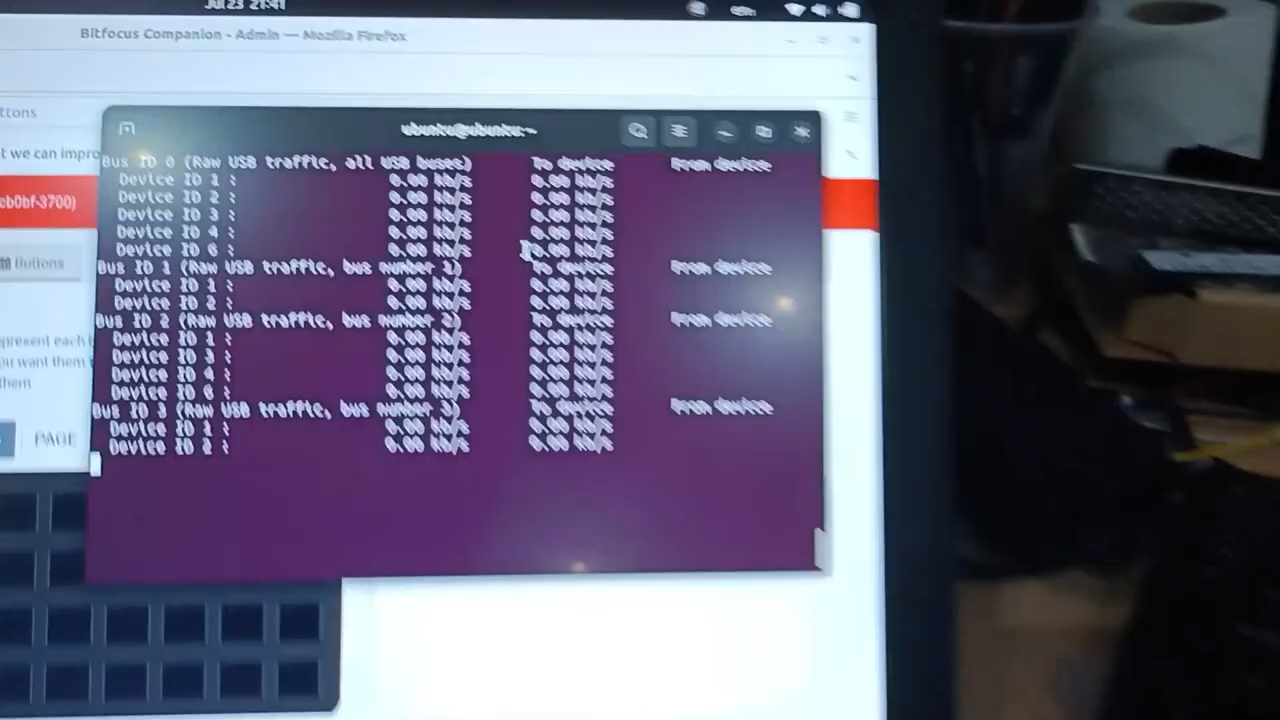 Jul 23 21:41
Bitfocus Companion - Admin — Mozilla Firefox
ttons
t we can impro
cb0bf-3700)
Buttons
epresent each b
ou want them
them
PAGE
ubuntu@ubuntu:~
Bus ID 0 (Raw USB traffic, all USB buses) To device From device
Device ID 1 : 0.00 kb/s 0.00 kb/s
Device ID 2 : 0.00 kb/s 0.00 kb/s
Device ID 3 : 0.00 kb/s 0.00 kb/s
Device ID 4 : 0.00 kb/s 0.00 kb/s
Device ID 6 : 0.00 kb/s 0.00 kb/s
Bus ID 1 (Raw USB traffic, bus number 1) To device From device
Device ID 1 : 0.00 kb/s 0.00 kb/s
Device ID 2 : 0.00 kb/s 0.00 kb/s
Bus ID 2 (Raw USB traffic, bus number 2) To device From device
Device ID 1 : 0.00 kb/s 0.00 kb/s
Device ID 3 : 0.00 kb/s 0.00 kb/s
Device ID 4 : 0.00 kb/s 0.00 kb/s
Device ID 6 : 0.00 kb/s 0.00 kb/s
Bus ID 3 (Raw USB traffic, bus number 3) To device From device
Device ID 1 : 0.00 kb/s 0.00 kb/s
Device ID 2 : 0.00 kb/s 0.00 kb/s